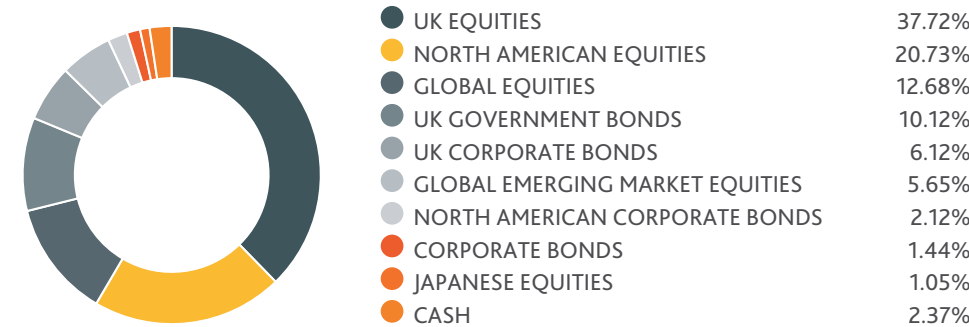 UK EQUITIES 37.72%
NORTH AMERICAN EQUITIES 20.73%
GLOBAL EQUITIES 12.68%
UK GOVERNMENT BONDS 10.12%
UK CORPORATE BONDS 6.12%
GLOBAL EMERGING MARKET EQUITIES 5.65%
NORTH AMERICAN CORPORATE BONDS 2.12%
CORPORATE BONDS 1.44%
JAPANESE EQUITIES 1.05%
CASH 2.37%